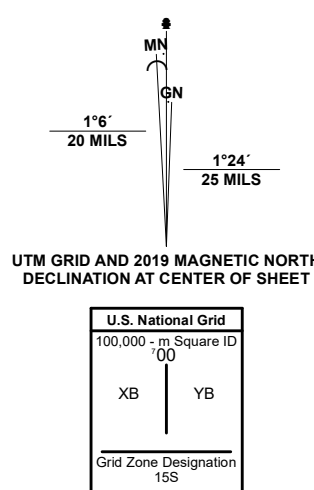 MN
GN
1°6´
20 MILS
1°24´
25 MILS
UTM GRID AND 2019 MAGNETIC NORTH
DECLINATION AT CENTER OF SHEET
U.S. National Grid
100,000 - m Square ID
⁷00
XB YB
Grid Zone Designation
15S